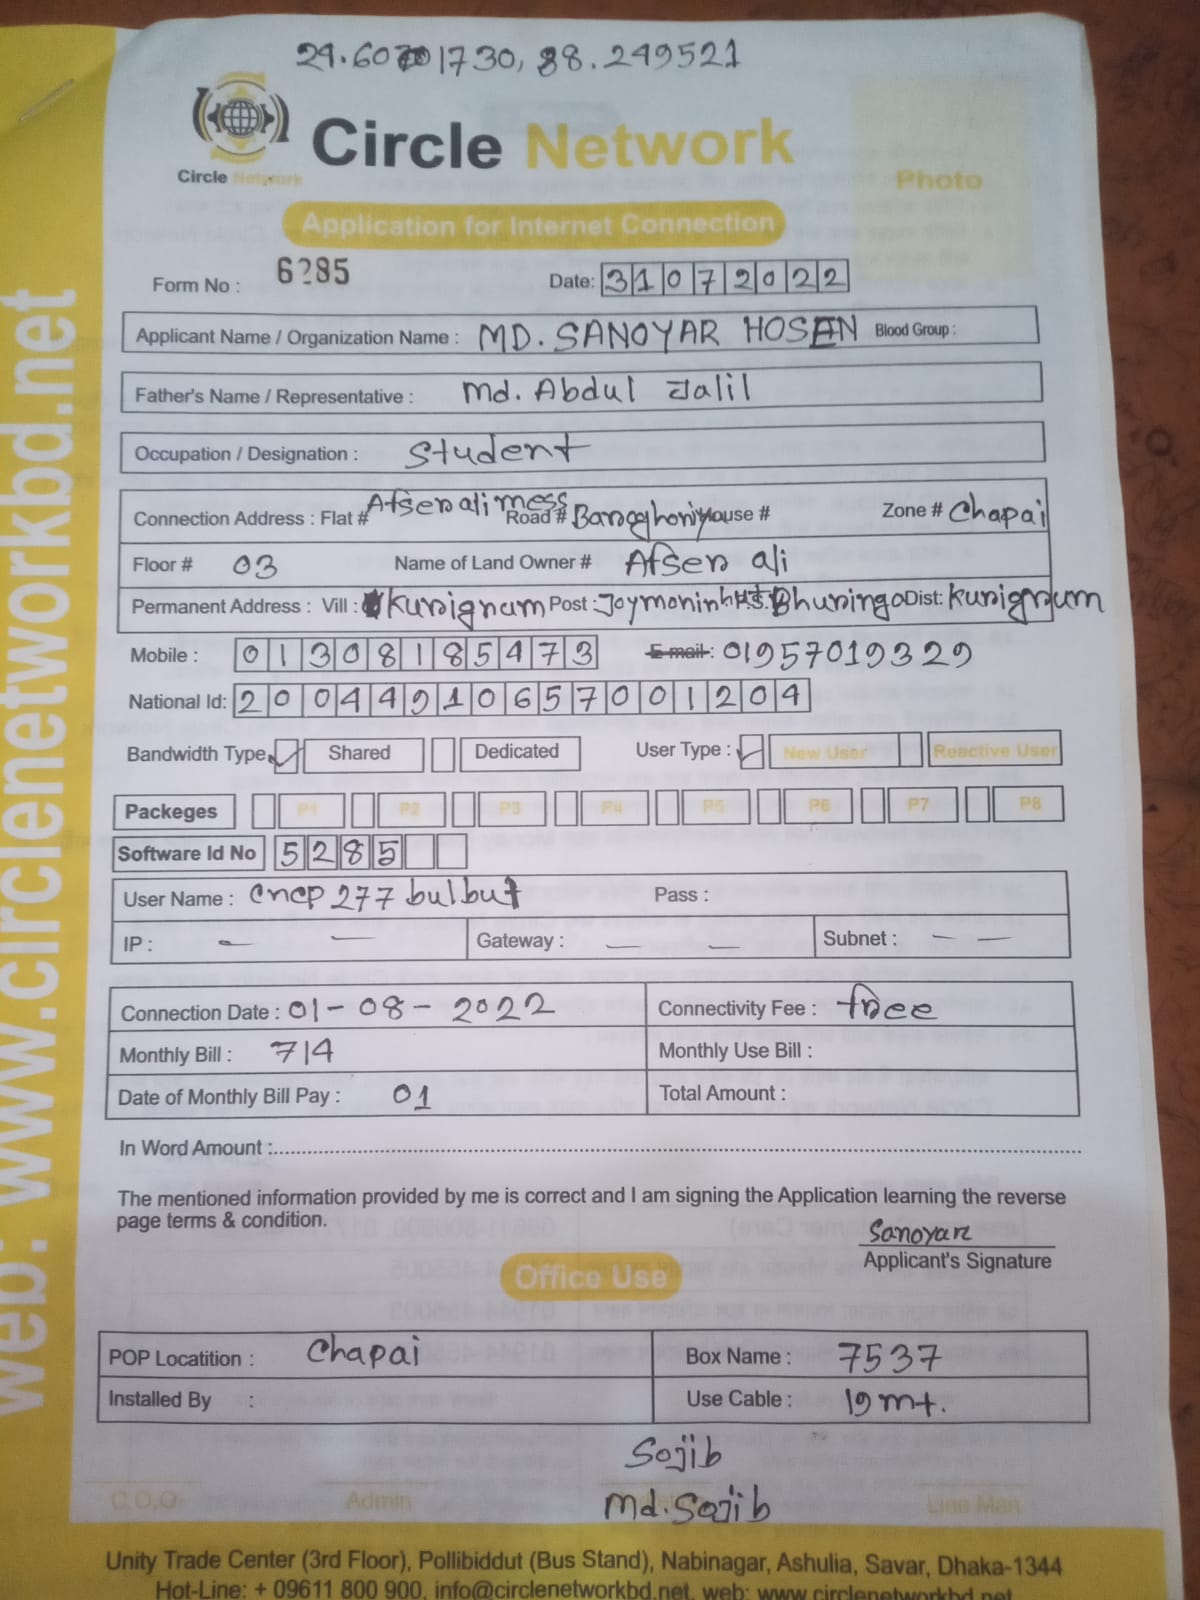 24.60701730, 88.249521
Circle Network
Circle Network
Photo
Application for Internet Connection
Form No : 6285 Date: 31072022
Applicant Name / Organization Name : MD. SANOYAR HOSEN Blood Group :
Father's Name / Representative : Md. Abdul Jalil
Occupation / Designation : Student
Connection Address : Flat # Afsen ali mess Road # House # Zone # Chapai
Floor # 03 Name of Land Owner # Afsen ali
Permanent Address : Vill : Kurigram Post : Dist: Kurigram
Mobile : 01308185473 E-mail : 01957019329
National Id: 20044910657001204
Bandwidth Type Shared Dedicated User Type : New User Reactive User
Packeges P1 P2 P3 P4 P5 P6 P7 P8
Software Id No 5285
User Name : cncp277bulbul Pass :
IP : — — Gateway : — — Subnet : — —
Connection Date : 01-08-2022 Connectivity Fee : free
Monthly Bill : 714 Monthly Use Bill :
Date of Monthly Bill Pay : 01 Total Amount :
In Word Amount :
The mentioned information provided by me is correct and I am signing the Application learning the reverse
page terms & condition.
Sanoyar
Applicant's Signature
Office Use
POP Locatition : Chapai Box Name : 7537
Installed By : Use Cable : 19 mt.
Sojib
Md. Sojib
C.O.O Admin Line Man
Unity Trade Center (3rd Floor), Pollibiddut (Bus Stand), Nabinagar, Ashulia, Savar, Dhaka-1344
Hot-Line: + 09611 800 900, info@circlenetworkbd.net, web: www.circlenetworkbd.net
web: www.circlenetworkbd.net